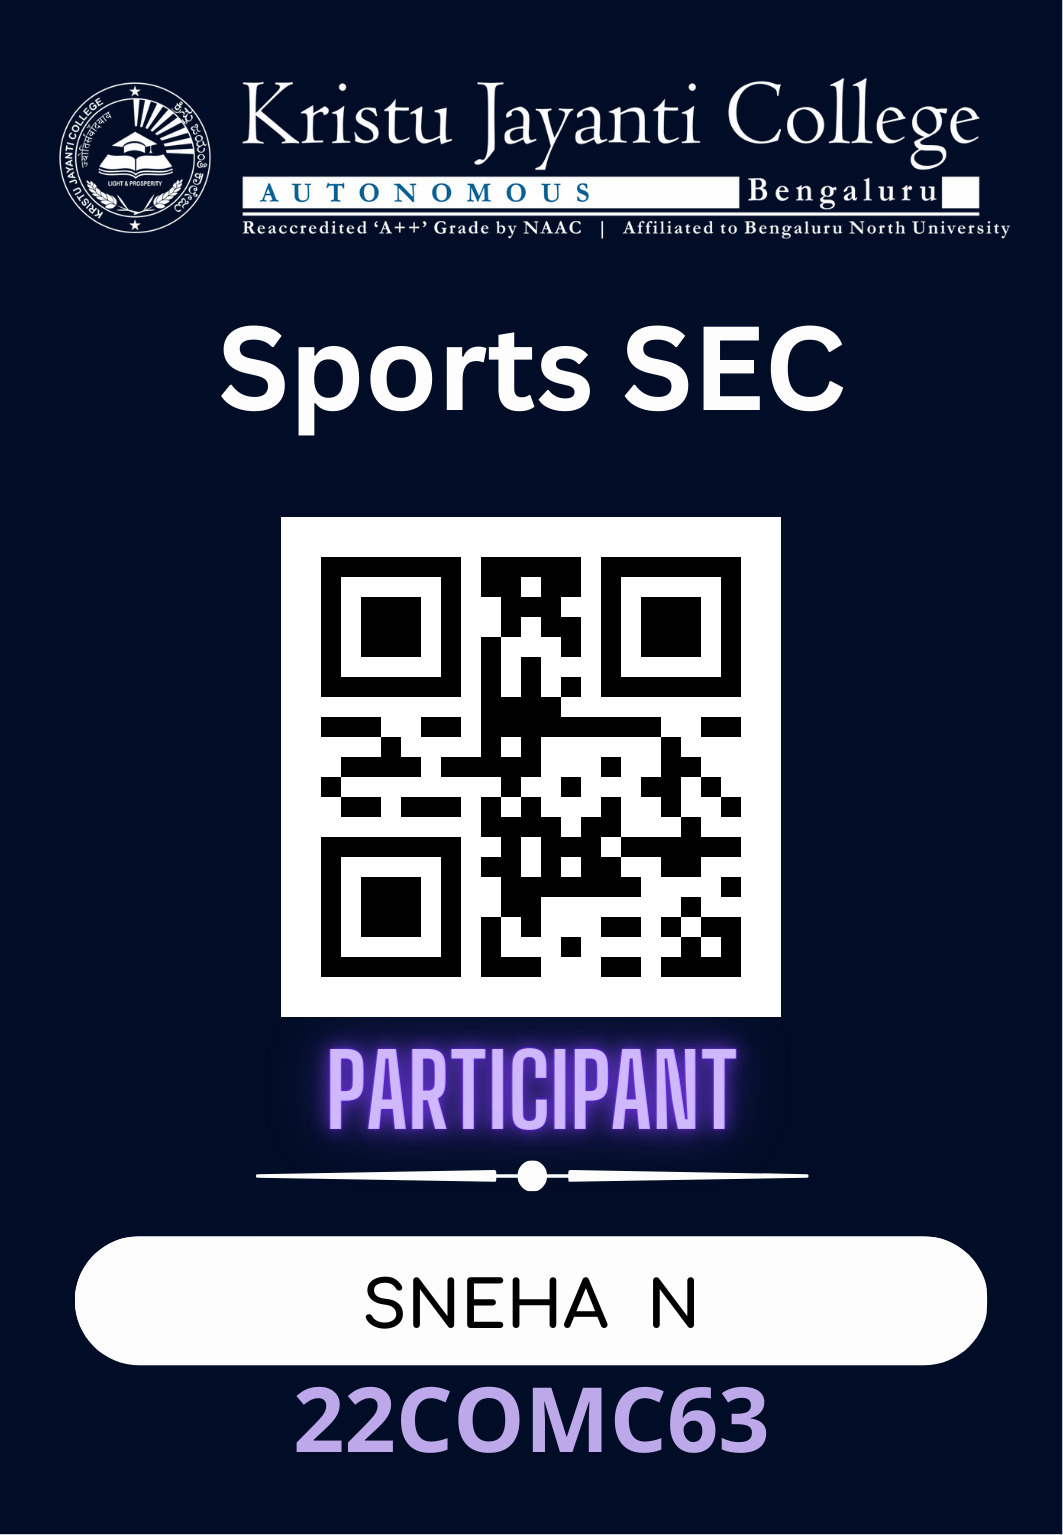 KRISTU JAYANTI COLLEGE
ಕ್ರಿಸ್ತು ಜಯಂತಿ ಕಾಲೇಜು
LIGHT & PROSPERITY
Kristu Jayanti College
AUTONOMOUS Bengaluru
Reaccredited ‘A++’ Grade by NAAC | Affiliated to Bengaluru North University
Sports SEC
PARTICIPANT
SNEHA N
22COMC63